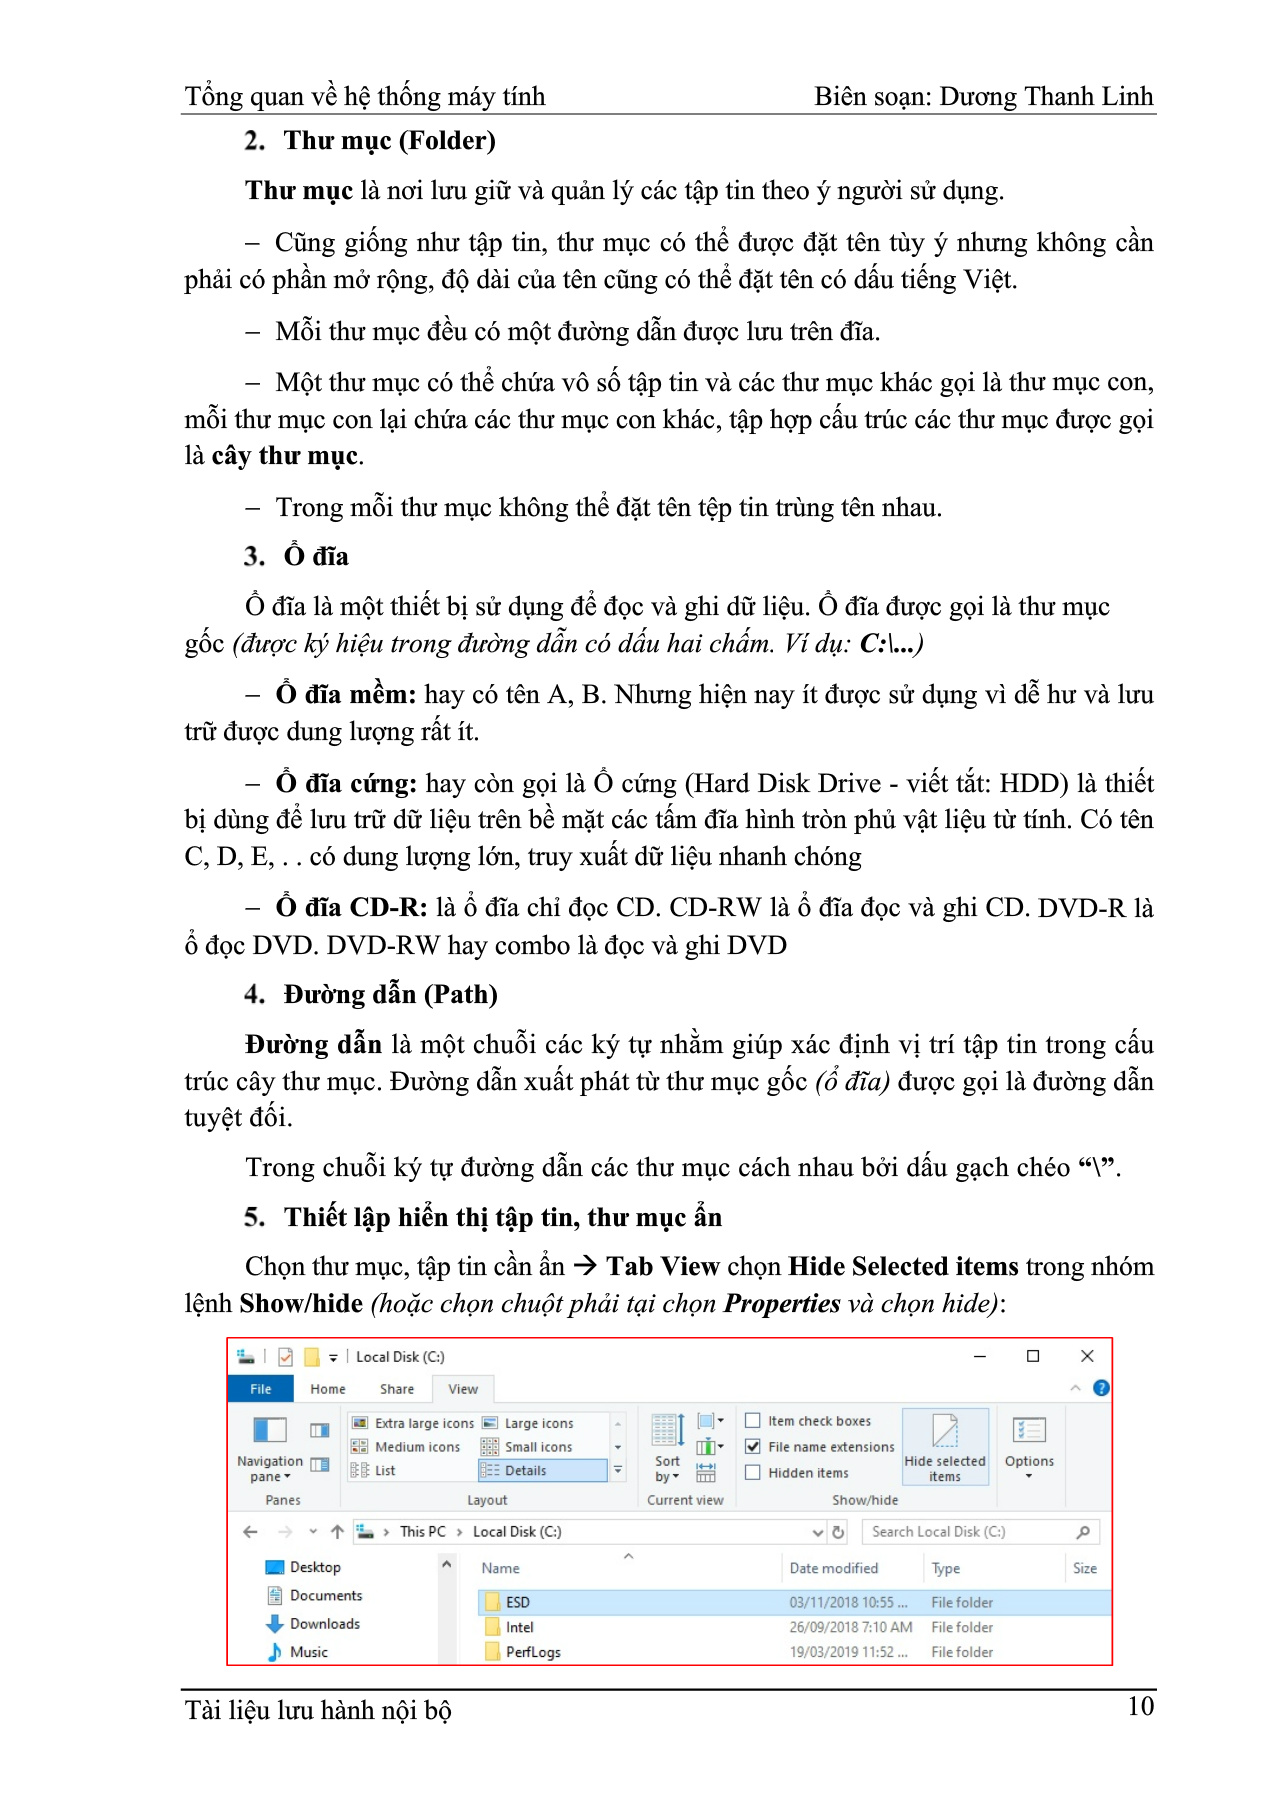 Tổng quan về hệ thống máy tính Biên soạn: Dương Thanh Linh
2. Thư mục (Folder)
Thư mục là nơi lưu giữ và quản lý các tập tin theo ý người sử dụng.
– Cũng giống như tập tin, thư mục có thể được đặt tên tùy ý nhưng không cần
phải có phần mở rộng, độ dài của tên cũng có thể đặt tên có dấu tiếng Việt.
– Mỗi thư mục đều có một đường dẫn được lưu trên đĩa.
– Một thư mục có thể chứa vô số tập tin và các thư mục khác gọi là thư mục con,
mỗi thư mục con lại chứa các thư mục con khác, tập hợp cấu trúc các thư mục được gọi
là cây thư mục.
– Trong mỗi thư mục không thể đặt tên tệp tin trùng tên nhau.
3. Ổ đĩa
Ổ đĩa là một thiết bị sử dụng để đọc và ghi dữ liệu. Ổ đĩa được gọi là thư mục
gốc (được ký hiệu trong đường dẫn có dấu hai chấm. Ví dụ: C:\...)
– Ổ đĩa mềm: hay có tên A, B. Nhưng hiện nay ít được sử dụng vì dễ hư và lưu
trữ được dung lượng rất ít.
– Ổ đĩa cứng: hay còn gọi là Ổ cứng (Hard Disk Drive - viết tắt: HDD) là thiết
bị dùng để lưu trữ dữ liệu trên bề mặt các tấm đĩa hình tròn phủ vật liệu từ tính. Có tên
C, D, E, . . có dung lượng lớn, truy xuất dữ liệu nhanh chóng
– Ổ đĩa CD-R: là ổ đĩa chỉ đọc CD. CD-RW là ổ đĩa đọc và ghi CD. DVD-R là
ổ đọc DVD. DVD-RW hay combo là đọc và ghi DVD
4. Đường dẫn (Path)
Đường dẫn là một chuỗi các ký tự nhằm giúp xác định vị trí tập tin trong cấu
trúc cây thư mục. Đường dẫn xuất phát từ thư mục gốc (ổ đĩa) được gọi là đường dẫn
tuyệt đối.
Trong chuỗi ký tự đường dẫn các thư mục cách nhau bởi dấu gạch chéo “\”.
5. Thiết lập hiển thị tập tin, thư mục ẩn
Chọn thư mục, tập tin cần ẩn → Tab View chọn Hide Selected items trong nhóm
lệnh Show/hide (hoặc chọn chuột phải tại chọn Properties và chọn hide):
Local Disk (C:)
File Home Share View
Extra large icons Large icons Item check boxes
Medium icons Small icons File name extensions
Navigation pane Sort by Hide selected items Options
List Details Hidden items
Panes Layout Current view Show/hide
This PC > Local Disk (C:) Search Local Disk (C:)
Desktop Name Date modified Type Size
Documents ESD 03/11/2018 10:55 ... File folder
Downloads Intel 26/09/2018 7:10 AM File folder
Music PerfLogs 19/03/2019 11:52 ... File folder
Tài liệu lưu hành nội bộ 10